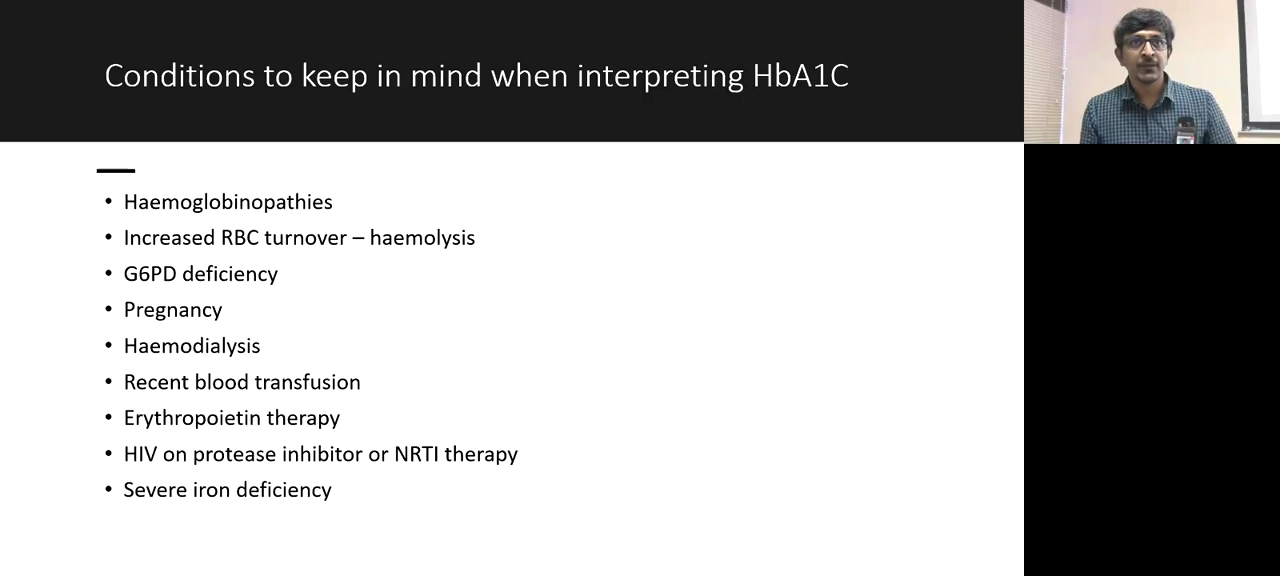 Conditions to keep in mind when interpreting HbA1C
• Haemoglobinopathies
• Increased RBC turnover – haemolysis
• G6PD deficiency
• Pregnancy
• Haemodialysis
• Recent blood transfusion
• Erythropoietin therapy
• HIV on protease inhibitor or NRTI therapy
• Severe iron deficiency